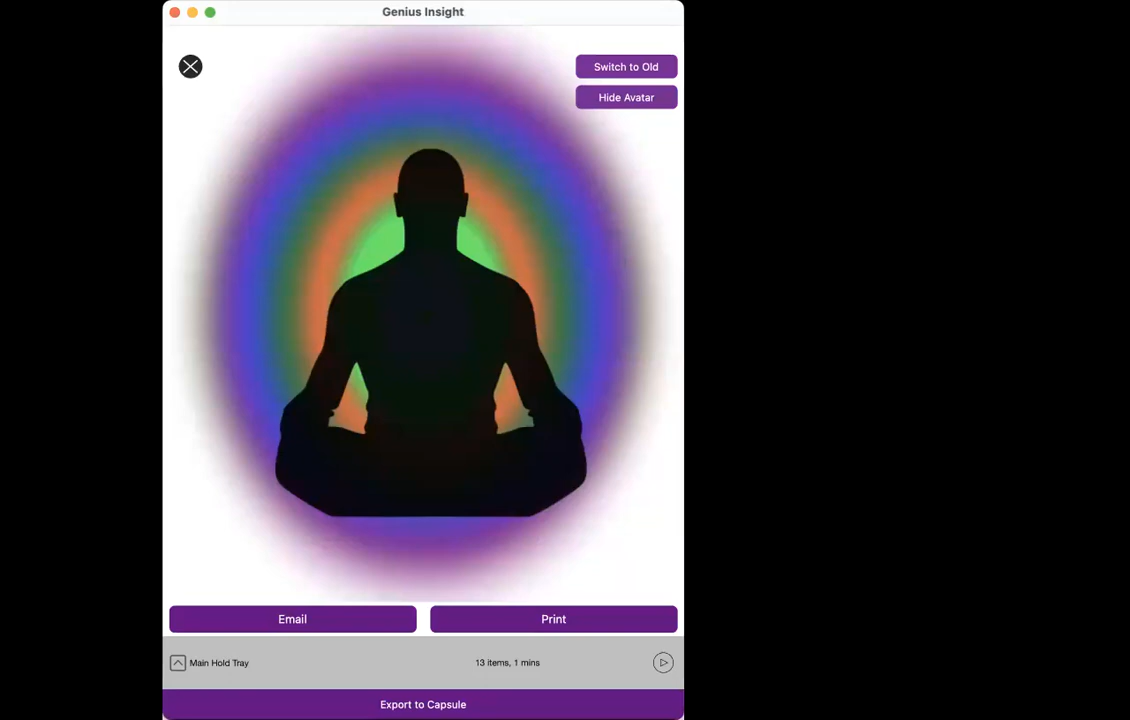 Genius Insight
Switch to Old
Hide Avatar
Email
Print
Main Hold Tray
13 items, 1 mins
Export to Capsule